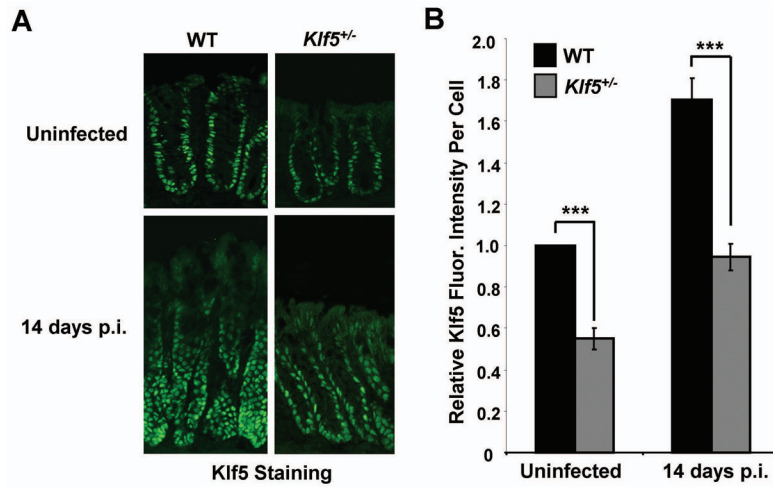 A
WT
Klf5+/-
Uninfected
14 days p.i.
Klf5 Staining
B
Relative Klf5 Fluor. Intensity Per Cell
2.0
1.8
1.6
1.4
1.2
1.0
0.8
0.6
0.4
0.2
0
WT
Klf5+/-
***
***
Uninfected
14 days p.i.